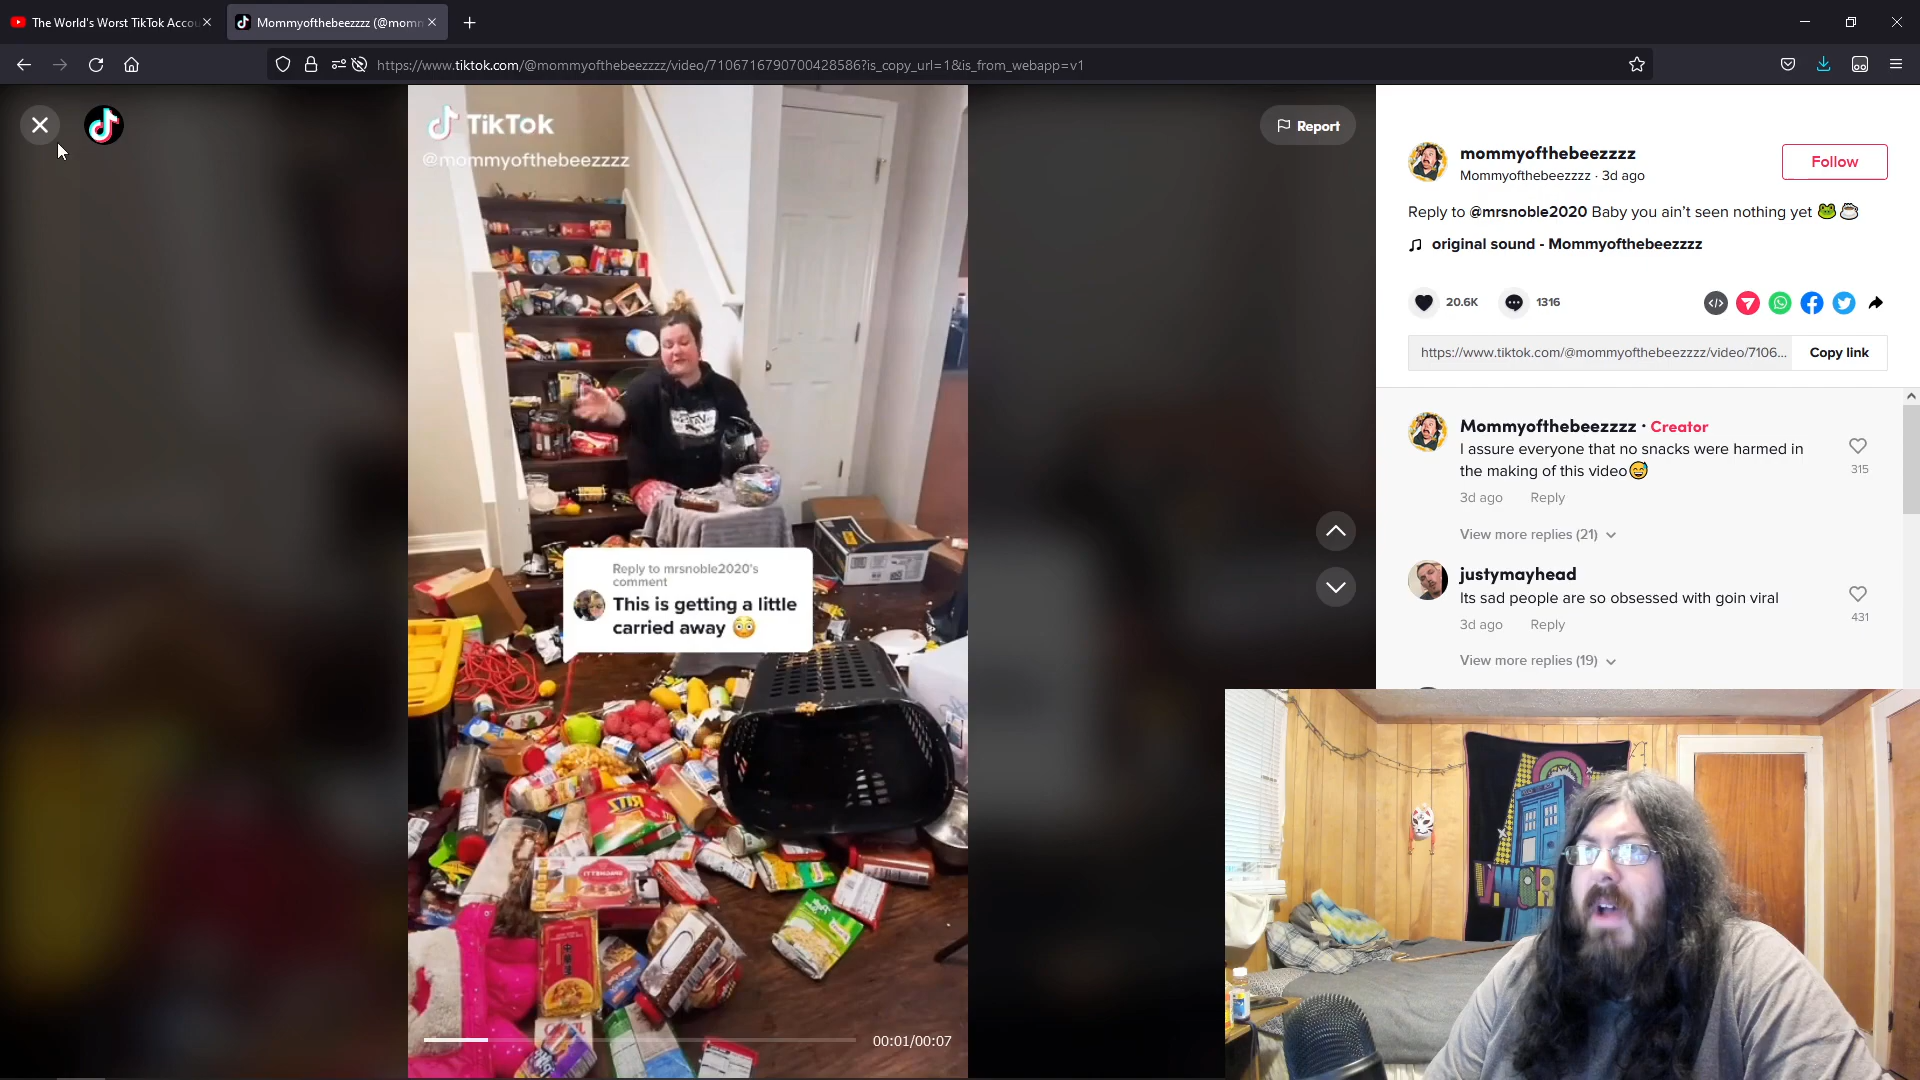 The World's Worst TikTok Accou
Mommyofthebeezzzz (@momm
https://www.tiktok.com/@mommyofthebeezzzz/video/7106716790700428586?is_copy_url=1&is_from_webapp=v1
TikTok
@mommyofthebeezzzz
Report
mommyofthebeezzzz
Mommyofthebeezzzz · 3d ago
Follow
Reply to @mrsnoble2020 Baby you ain't seen nothing yet 🐸☕
original sound - Mommyofthebeezzzz
20.6K
1316
https://www.tiktok.com/@mommyofthebeezzzz/video/7106...
Copy link
Mommyofthebeezzzz · Creator
I assure everyone that no snacks were harmed in
the making of this video😅
315
3d ago Reply
View more replies (21)
justymayhead
Its sad people are so obsessed with goin viral
431
3d ago Reply
View more replies (19)
Reply to mrsnoble2020's
comment
This is getting a little
carried away 😳
RITZ
00:01/00:07